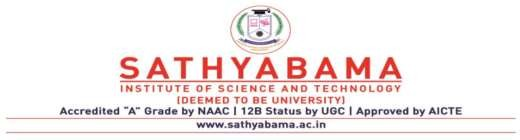 SATHYABAMA
INSTITUTE OF SCIENCE AND TECHNOLOGY
(DEEMED TO BE UNIVERSITY)
Accredited "A" Grade by NAAC | 12B Status by UGC | Approved by AICTE
www.sathyabama.ac.in